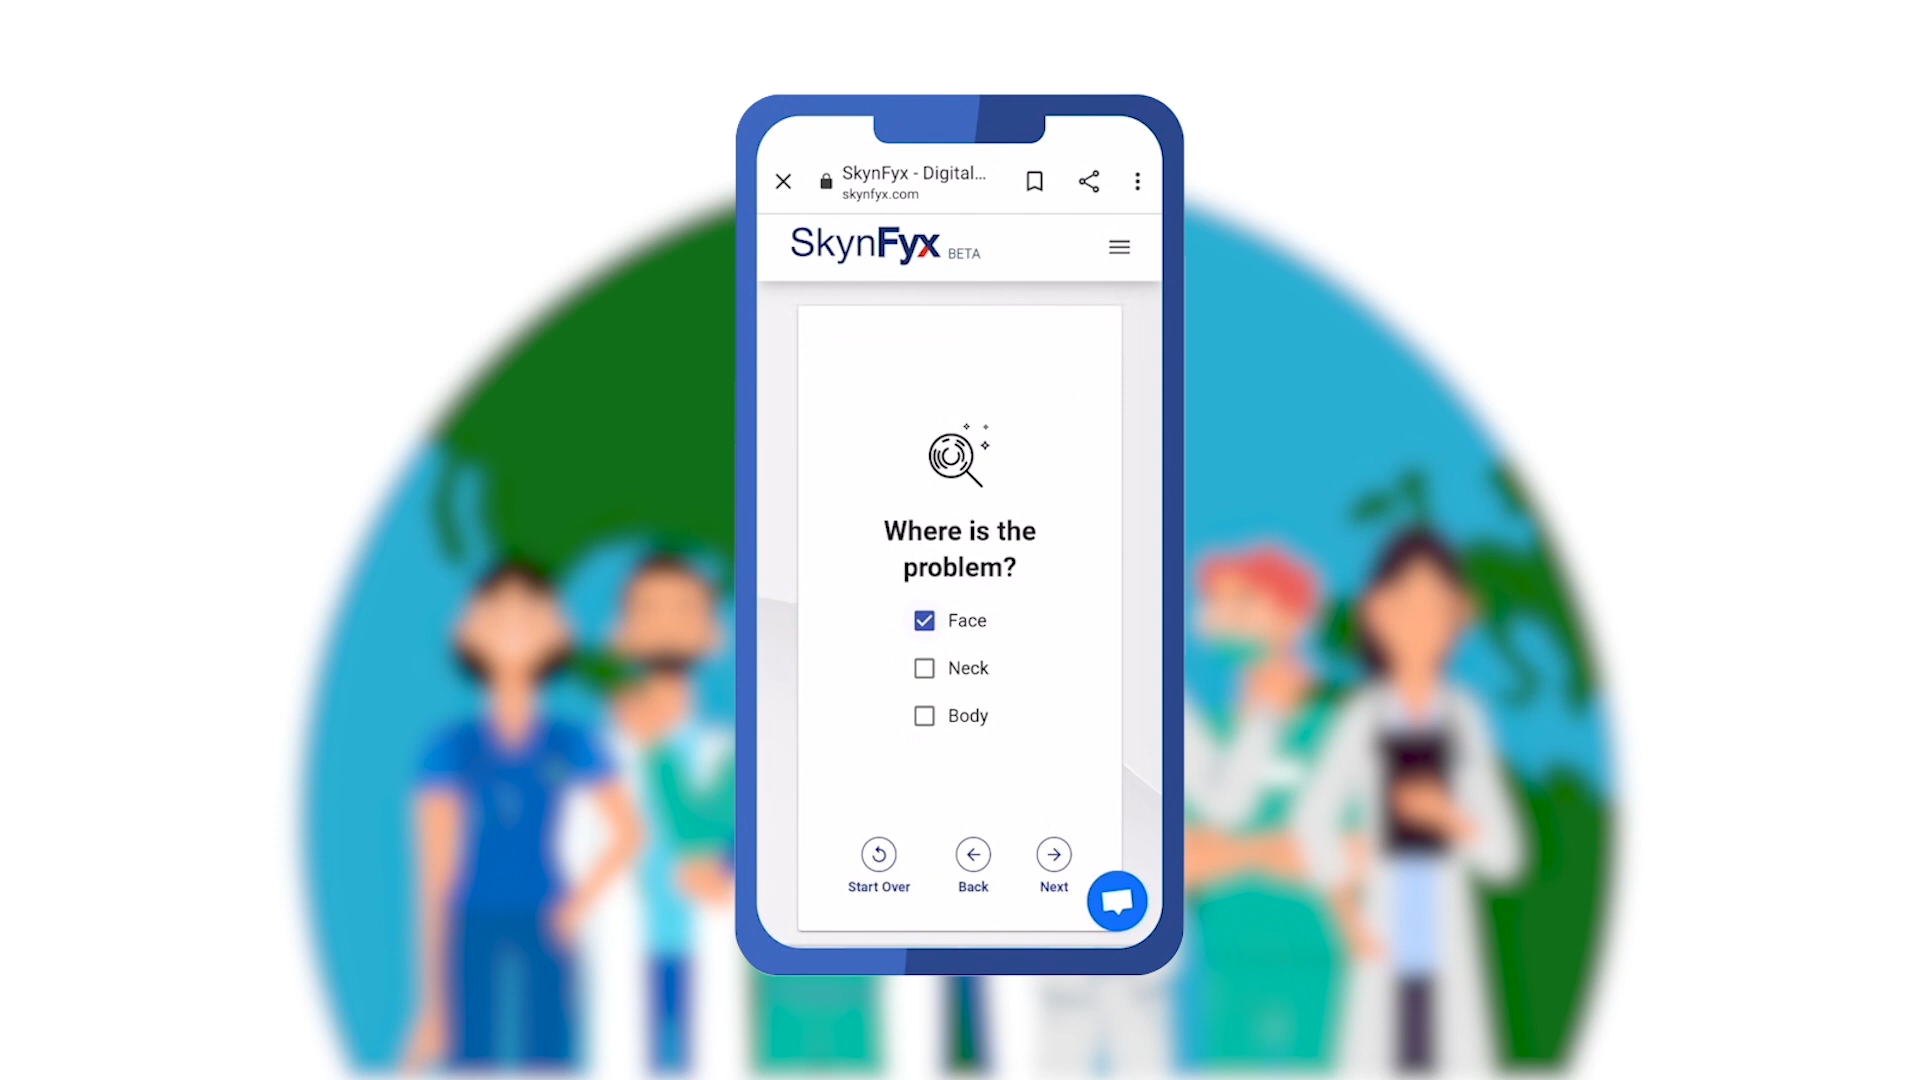 SkynFyx - Digital...
skynfyx.com
SkynFyx BETA
Where is the
problem?
Face
Neck
Body
Start Over
Back
Next